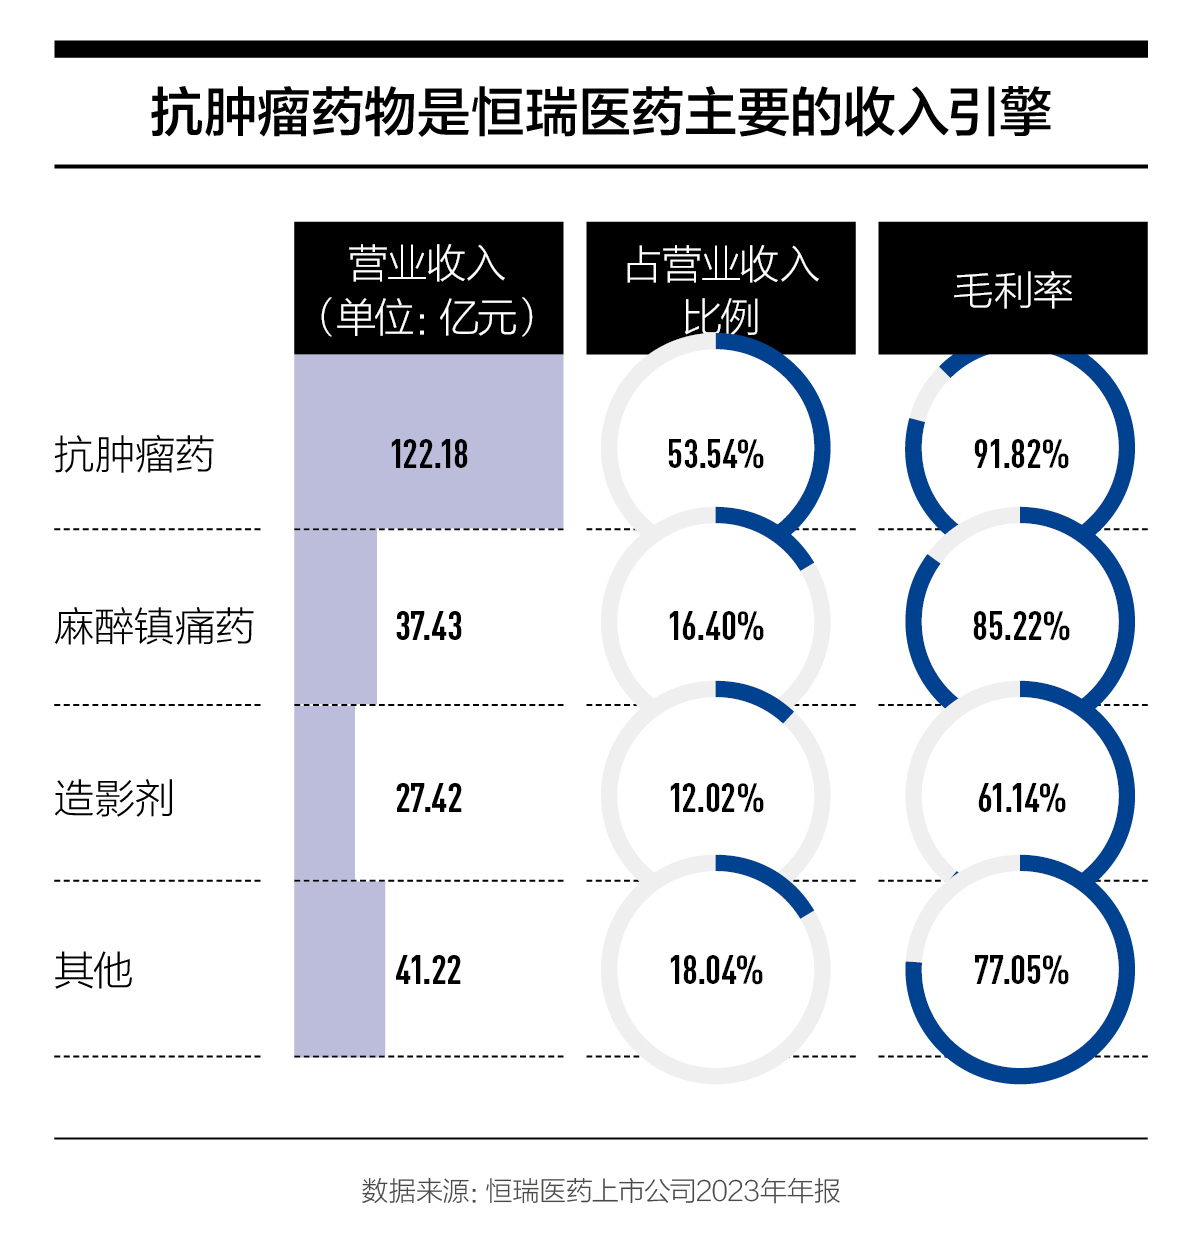 抗肿瘤药物是恒瑞医药主要的收入引擎
营业收入
（单位：亿元）
占营业收入
比例
毛利率
抗肿瘤药 122.18 53.54% 91.82%
麻醉镇痛药 37.43 16.40% 85.22%
造影剂 27.42 12.02% 61.14%
其他 41.22 18.04% 77.05%
数据来源：恒瑞医药上市公司2023年年报